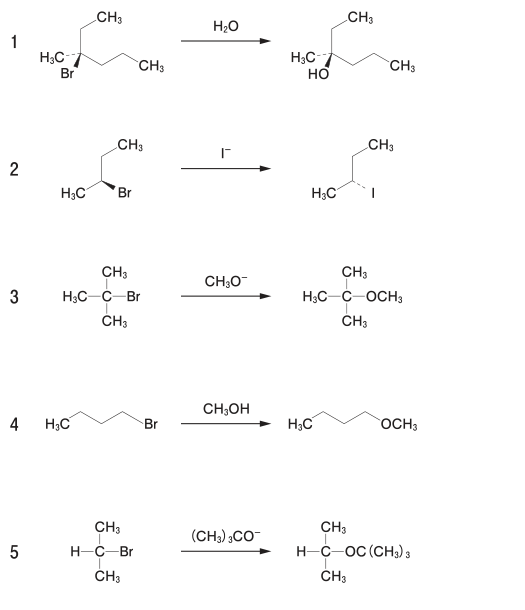 1
CH₃
H₃C
Br
CH₃
H₂O
CH₃
H₃C
HO
CH₃
2
CH₃
H₃C
Br
I⁻
CH₃
H₃C
I
3
CH₃
H₃C-C-Br
CH₃
CH₃O⁻
CH₃
H₃C-C-OCH₃
CH₃
4
H₃C
Br
CH₃OH
H₃C
OCH₃
5
CH₃
H-C-Br
CH₃
(CH₃)₃CO⁻
CH₃
H-C-OC(CH₃)₃
CH₃